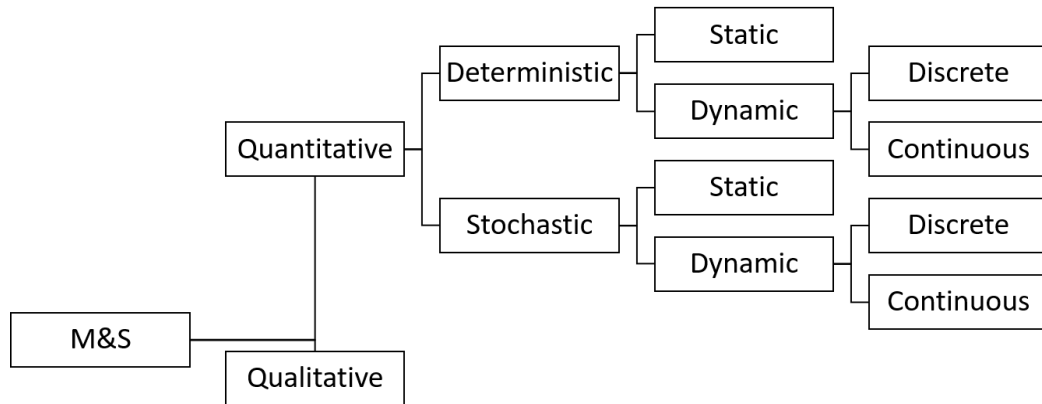 Static
Deterministic
Discrete
Dynamic
Quantitative
Continuous
Static
Stochastic
Discrete
Dynamic
Continuous
M&S
Qualitative